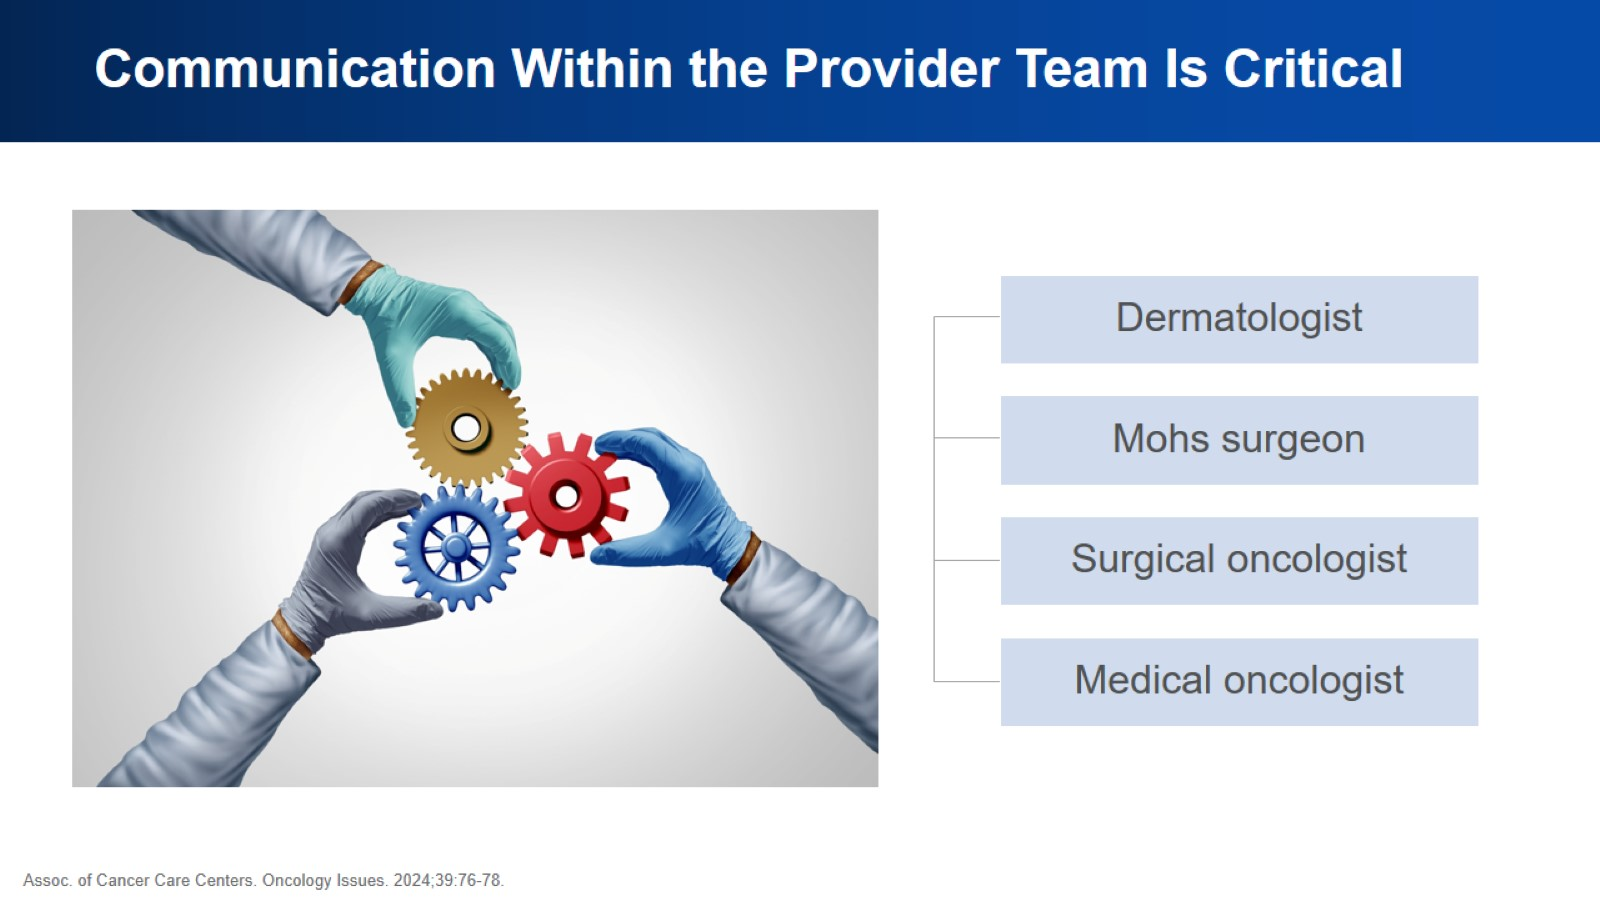 Communication Within the Provider Team Is Critical
Dermatologist
Mohs surgeon
Surgical oncologist
Medical oncologist
Assoc. of Cancer Care Centers. Oncology Issues. 2024;39:76-78.